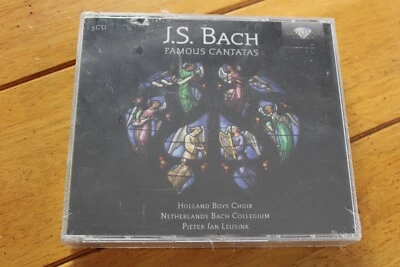 5CD
J.S. BACH
FAMOUS CANTATAS
HOLLAND BOYS CHOIR
NETHERLANDS BACH COLLEGIUM
PIETER JAN LEUSINK